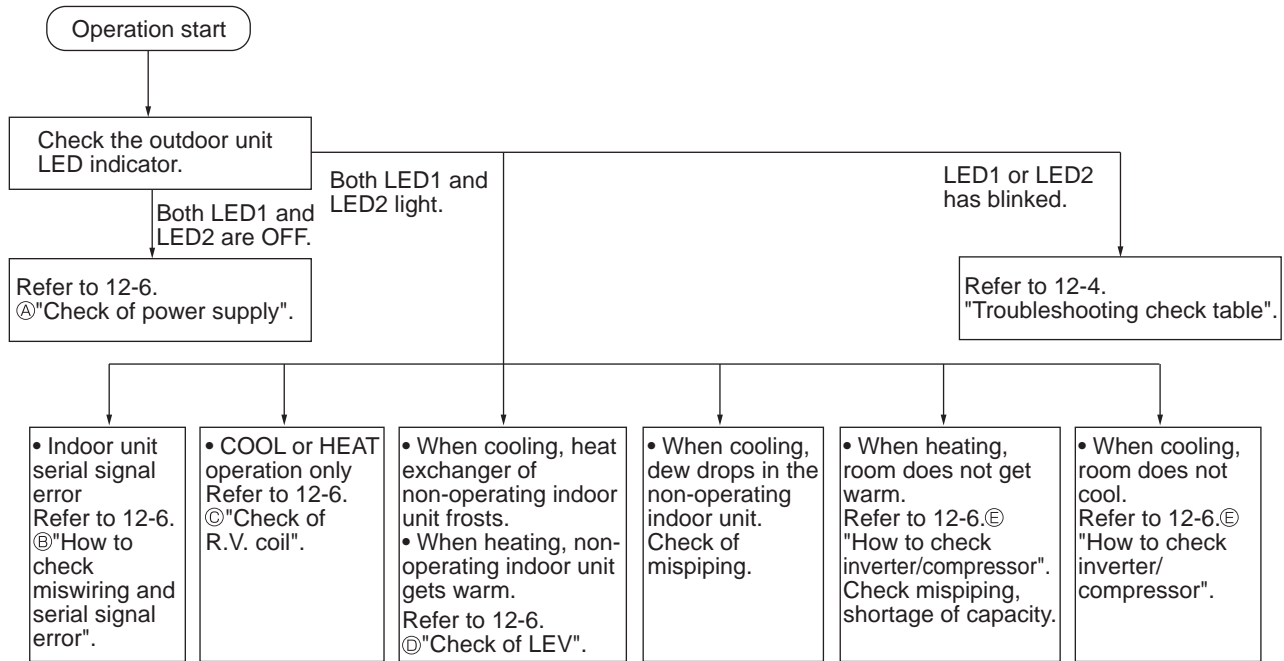 Operation start
Check the outdoor unit
LED indicator.
Both LED1 and
LED2 light.
LED1 or LED2
has blinked.
Both LED1 and
LED2 are OFF.
Refer to 12-6.
Ⓐ"Check of power supply".
Refer to 12-4.
"Troubleshooting check table".
• Indoor unit
serial signal
error
Refer to 12-6.
Ⓑ"How to
check
miswiring and
serial signal
error".
• COOL or HEAT
operation only
Refer to 12-6.
Ⓒ"Check of
R.V. coil".
• When cooling, heat
exchanger of
non-operating indoor
unit frosts.
• When heating, non-
operating indoor unit
gets warm.
Refer to 12-6.
Ⓓ"Check of LEV".
• When cooling,
dew drops in the
non-operating
indoor unit.
Check of
mispiping.
• When heating,
room does not get
warm.
Refer to 12-6.Ⓔ
"How to check
inverter/compressor".
Check mispiping,
shortage of capacity.
• When cooling,
room does not
cool.
Refer to 12-6.Ⓔ
"How to check
inverter/
compressor".